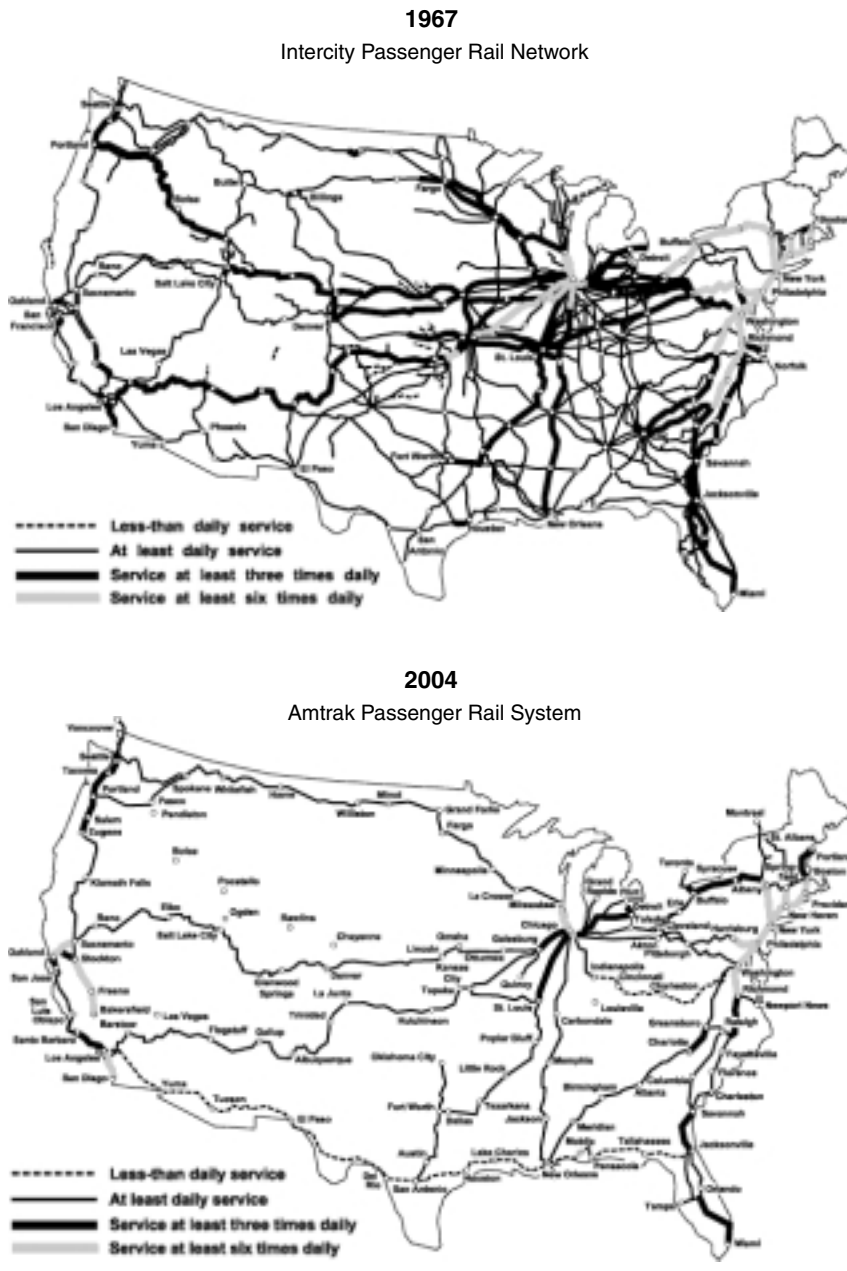 1967
Intercity Passenger Rail Network
Seattle
Portland
Butte
Billings
Fargo
Boise
Buffalo
Boston
Detroit
Reno
Sacramento
Salt Lake City
Oakland
San
Francisco
New York
Philadelphia
Denver
Washington
Richmond
Las Vegas
St. Louis
Norfolk
Los Angeles
San Diego
Phoenix
Yuma
Fort Worth
El Paso
Savannah
Jacksonville
Houston
New Orleans
San
Antonio
Miami
Less-than daily service
At least daily service
Service at least three times daily
Service at least six times daily
2004
Amtrak Passenger Rail System
Vancouver
Seattle
Tacoma
Portland
Spokane
Whitefish
Havre
Pasco
Pendleton
Williston
Minot
Grand Forks
Fargo
Salem
Eugene
Montreal
St. Albans
Portland
Boston
Boise
Minneapolis
Toronto
Syracuse
Albany
Klamath Falls
Pocatello
La Crosse
Milwaukee
Grand
Rapids
Detroit
Buffalo
Erie
New Haven
Reno
Elko
Ogden
Rawlins
Cheyenne
Chicago
Toledo
Cleveland
Harrisburg
New York
Salt Lake City
Omaha
Galesburg
Akron
Pittsburgh
Philadelphia
Oakland
Sacramento
Stockton
Lincoln
Ottumwa
San Jose
Glenwood
Springs
Denver
Kansas
City
Indianapolis
Cincinnati
Washington
Fresno
La Junta
Topeka
Quincy
Charleston
Richmond
Newport News
San
Luis
Obispo
Bakersfield
Barstow
Las Vegas
Trinidad
Hutchinson
St. Louis
Louisville
Greensboro
Raleigh
Santa Barbara
Flagstaff
Gallup
Poplar Bluff
Carbondale
Charlotte
Fayetteville
Los Angeles
Albuquerque
Oklahoma City
Memphis
Florence
San Diego
Little Rock
Birmingham
Columbia
Atlanta
Charleston
Yuma
Tucson
Fort Worth
Dallas
Texarkana
Jackson
Meridian
Savannah
El Paso
Mobile
Tallahassee
Jacksonville
Austin
Lake Charles
Pensacola
Del
Rio
San Antonio
Houston
New Orleans
Orlando
Tampa
Miami
Less-than daily service
At least daily service
Service at least three times daily
Service at least six times daily